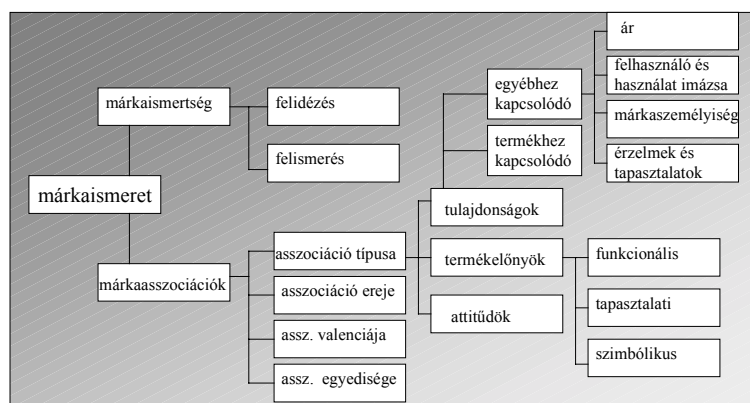 ár
felhasználó és
használat imázsa
egyébhez
kapcsolódó
márkaismertség
felidézés
márkaszemélyiség
termékhez
kapcsolódó
felismerés
érzelmek és
tapasztalatok
márkaismeret
tulajdonságok
asszociáció típusa
termékelőnyök
funkcionális
márkaasszociációk
asszociáció ereje
tapasztalati
attitűdök
assz. valenciája
szimbólikus
assz. egyedisége